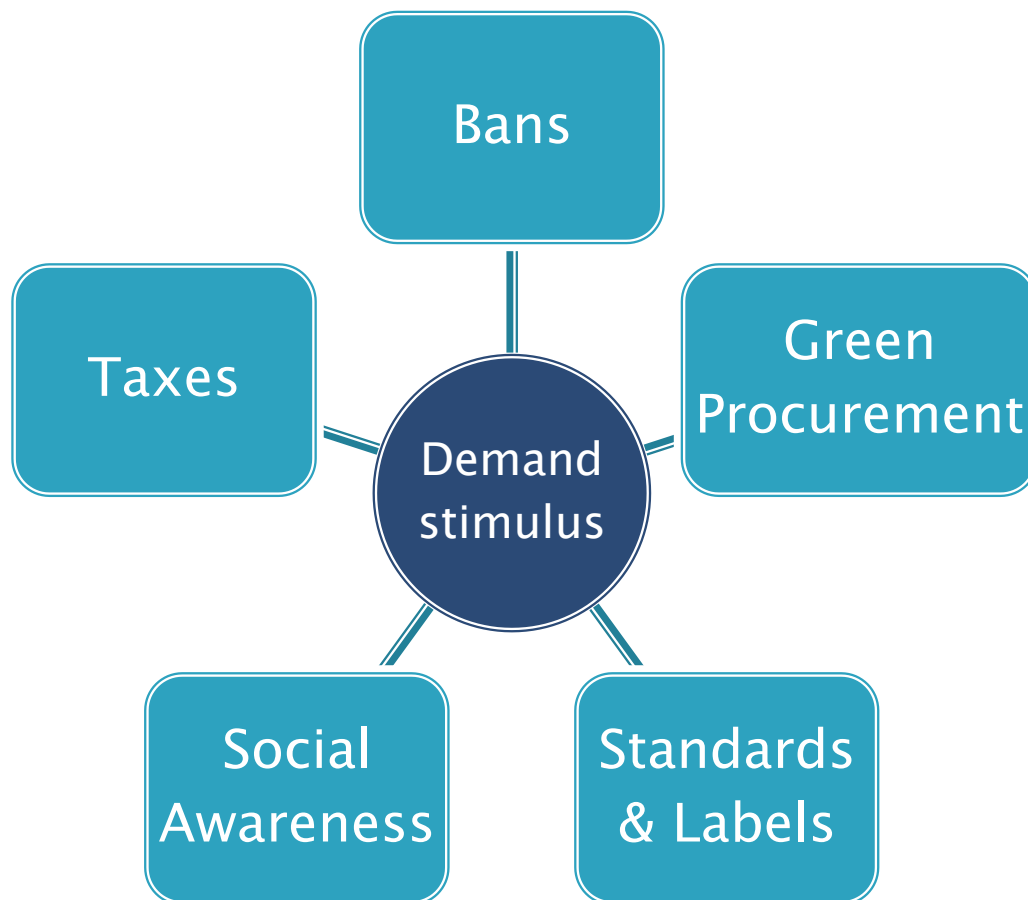 Bans
Taxes
Green
Procurement
Demand
stimulus
Social
Awareness
Standards
& Labels